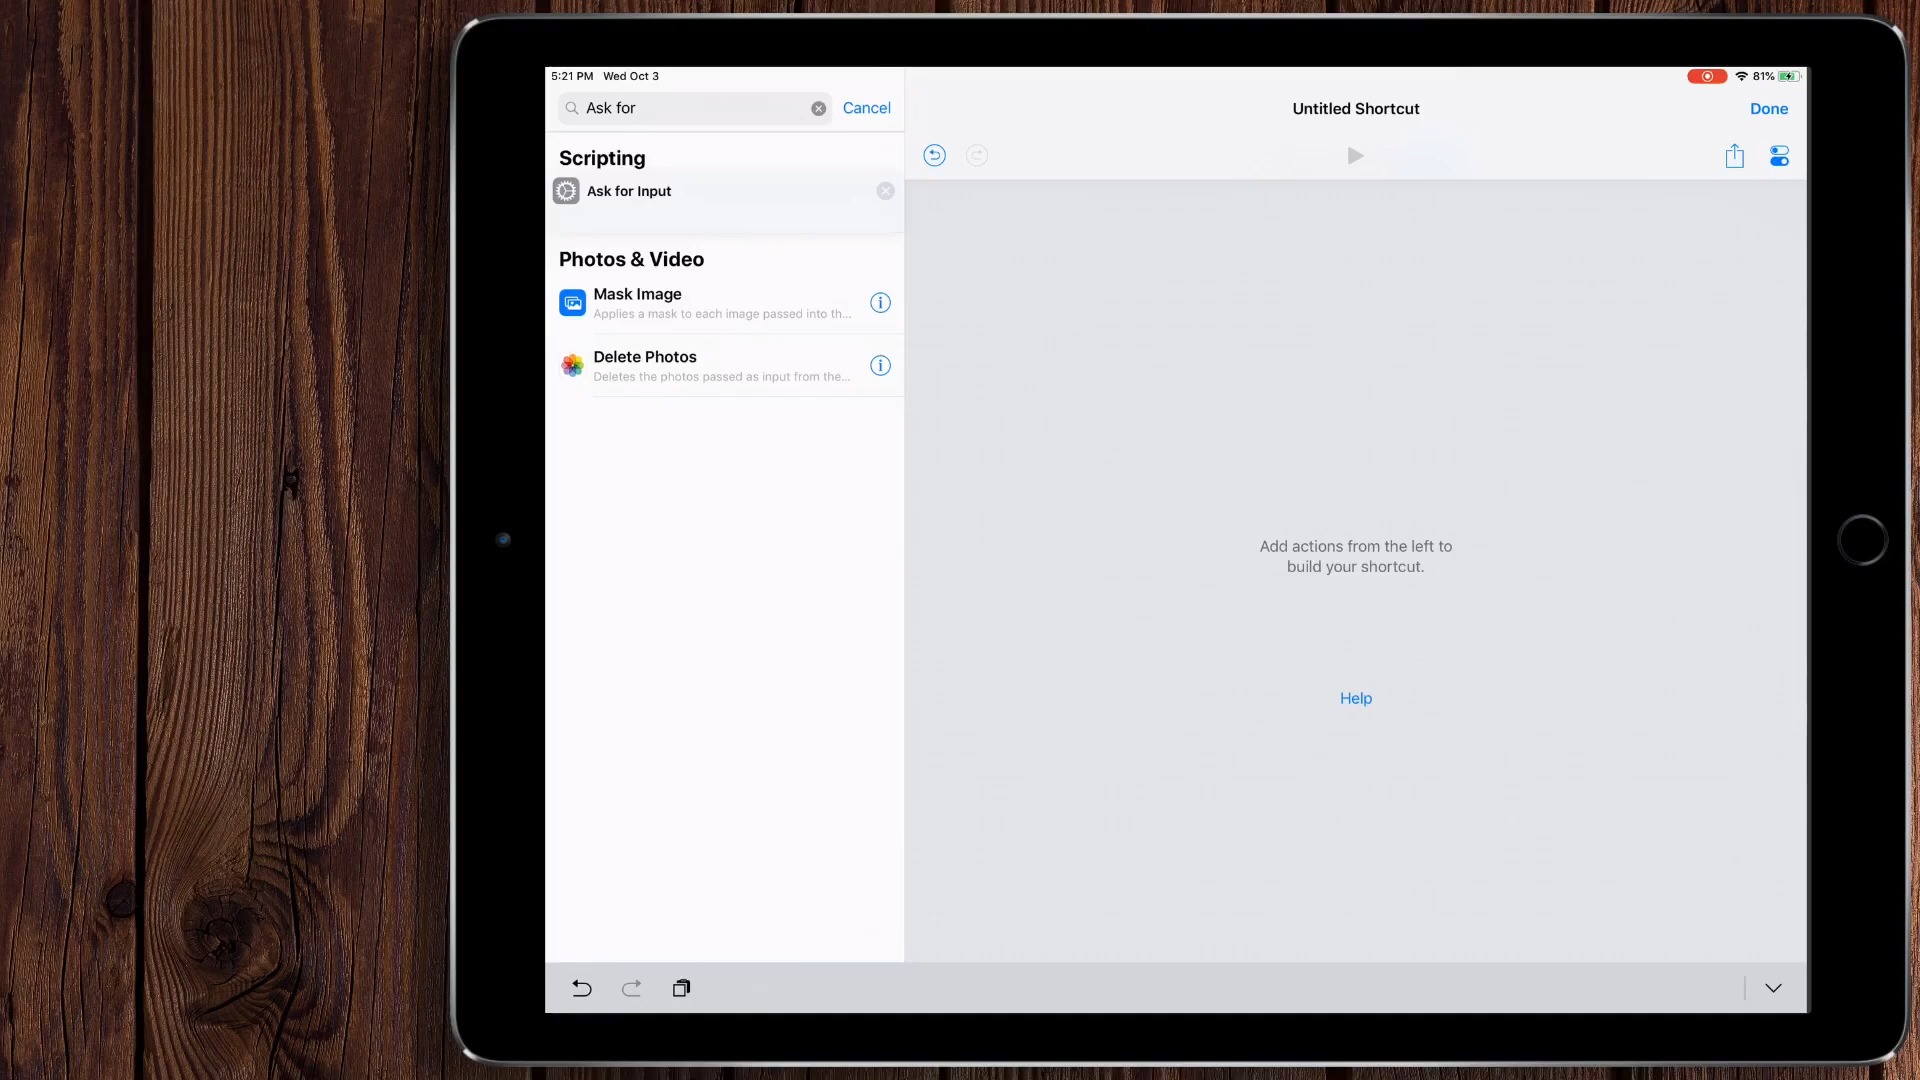 5:21 PM Wed Oct 3
81%
Ask for
Cancel
Untitled Shortcut
Done
Scripting
Ask for Input
Photos & Video
Mask Image
Applies a mask to each image passed into th...
Delete Photos
Deletes the photos passed as input from the...
Add actions from the left to
build your shortcut.
Help